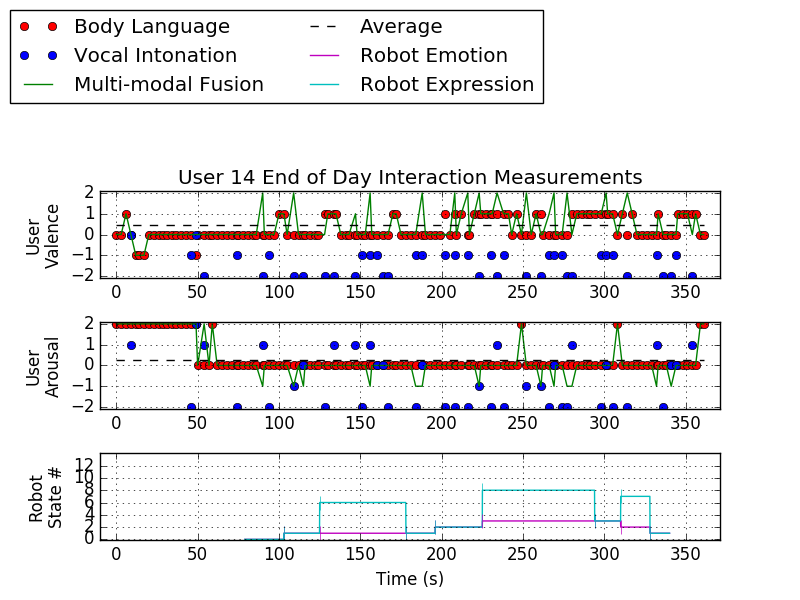 Body Language
Vocal Intonation
Multi-modal Fusion
Average
Robot Emotion
Robot Expression
User 14 End of Day Interaction Measurements
User
Valence
2
1
0
−1
−2
0 50 100 150 200 250 300 350
User
Arousal
2
1
0
−1
−2
0 50 100 150 200 250 300 350
Robot
State #
12
10
8
6
4
2
0
0 50 100 150 200 250 300 350
Time (s)